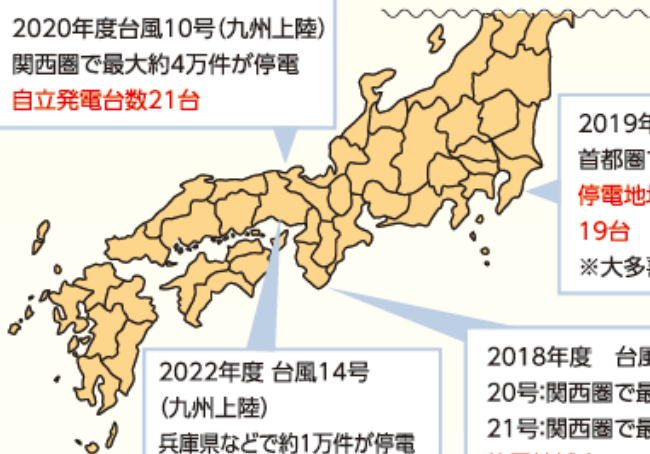 2020年度台風10号(九州上陸)
関西圏で最大約4万件が停電
自立発電台数21台
2019年
首都圏
停電地
19台
※大多喜
2022年度 台風14号
(九州上陸)
兵庫県などで約1万件が停電
2018年度 台風
20号:関西圏で最
21号:関西圏で最